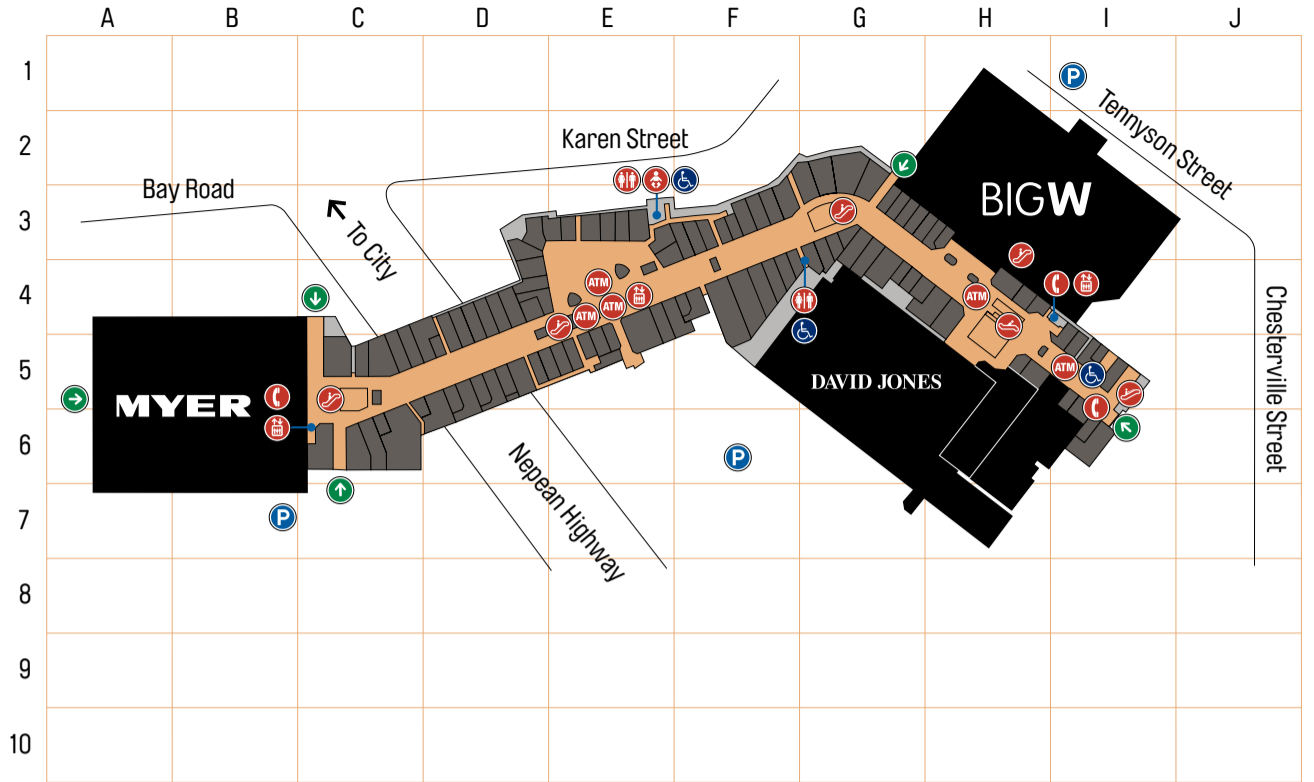 A B C D E F G H I J
1
2
3
4
5
6
7
8
9
10
P
Tennyson Street
Karen Street
Bay Road
To City
BIGW
ATM
ATM
ATM
ATM
ATM
Chesterville Street
DAVID JONES
MYER
P
Nepean Highway
P